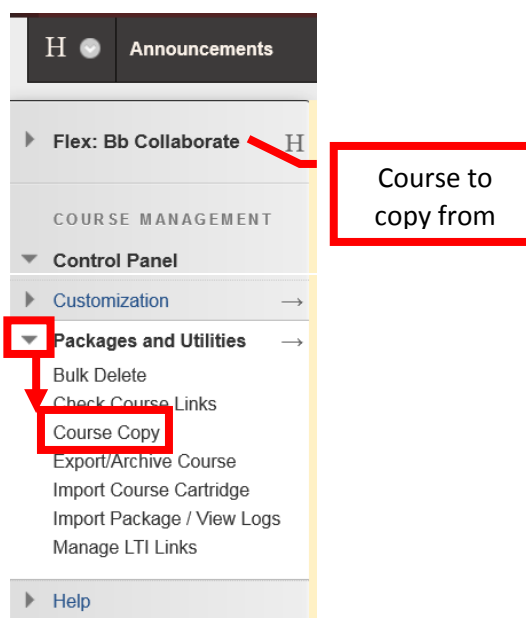 H Announcements
Flex: Bb Collaborate H
Course to
copy from
COURSE MANAGEMENT
Control Panel
Customization →
Packages and Utilities →
Bulk Delete
Check Course Links
Course Copy
Export/Archive Course
Import Course Cartridge
Import Package / View Logs
Manage LTI Links
Help